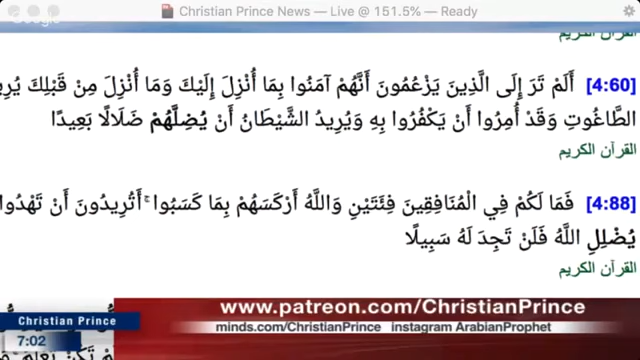 Christian Prince News — Live @ 151.5% — Ready
القرآن الكريم
[4:60] أَلَمْ تَرَ إِلَى الَّذِينَ يَزْعُمُونَ أَنَّهُمْ آمَنُوا بِمَا أُنْزِلَ إِلَيْكَ وَمَا أُنْزِلَ مِنْ قَبْلِكَ
الطَّاغُوتِ وَقَدْ أُمِرُوا أَنْ يَكْفُرُوا بِهِ وَيُرِيدُ الشَّيْطَانُ أَنْ يُضِلَّهُمْ ضَلَالًا بَعِيدًا
القرآن الكريم
[4:88] فَمَا لَكُمْ فِي الْمُنَافِقِينَ فِئَتَيْنِ وَاللَّهُ أَرْكَسَهُمْ بِمَا كَسَبُوا ۚ أَتُرِيدُونَ أَنْ تَهْدُوا
يُضْلِلِ اللَّهُ فَلَنْ تَجِدَ لَهُ سَبِيلًا
القرآن الكريم
www.patreon.com/ChristianPrince
Christian Prince
minds.com/ChristianPrince instagram ArabianProphet
7:02